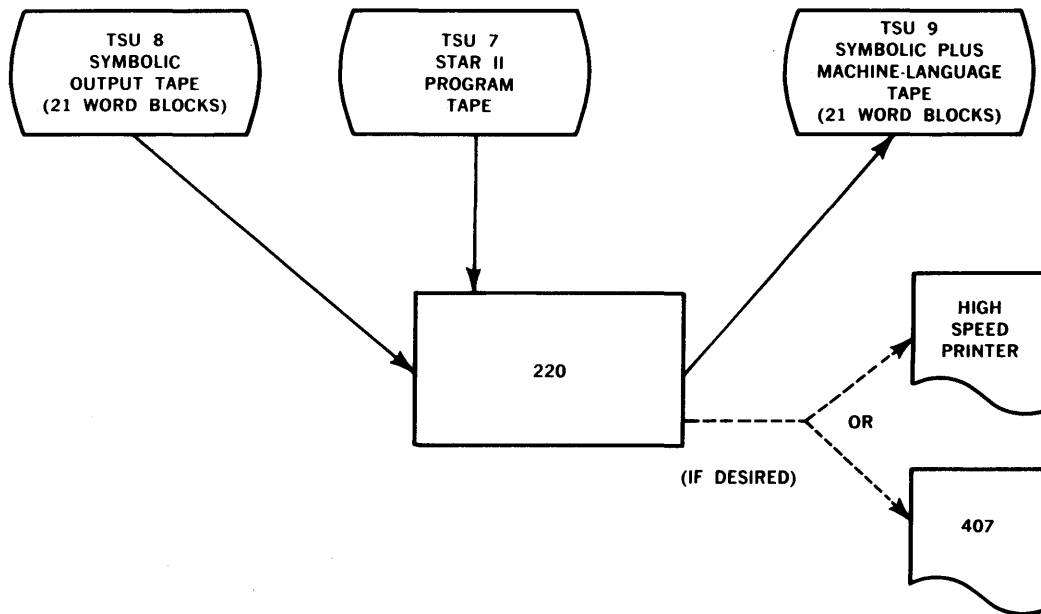 TSU 8
SYMBOLIC
OUTPUT TAPE
(21 WORD BLOCKS)
TSU 7
STAR II
PROGRAM
TAPE
TSU 9
SYMBOLIC PLUS
MACHINE-LANGUAGE
TAPE
(21 WORD BLOCKS)
220
HIGH
SPEED
PRINTER
OR
(IF DESIRED)
407